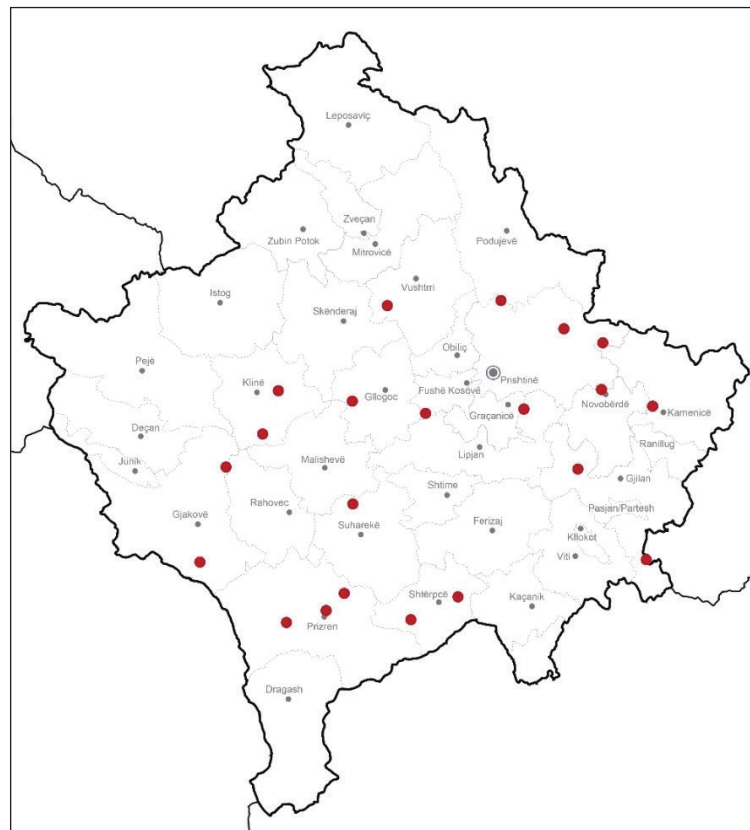 Leposaviç
Zveçan
Zubin Potok
Mitrovicë
Podujevë
Vushtrri
Istog
Skënderaj
Obiliç
Pejë
Prishtinë
Klinë
Gllogoc
Fushë Kosovë
Novobërdë
Graçanicë
Kamenicë
Deçan
Ranillug
Junik
Lipjan
Malishevë
Gjilan
Shtime
Rahovec
Pasjan/Partesh
Gjakovë
Suharekë
Ferizaj
Kllokot
Viti
Shtërpcë
Kaçanik
Prizren
Dragash